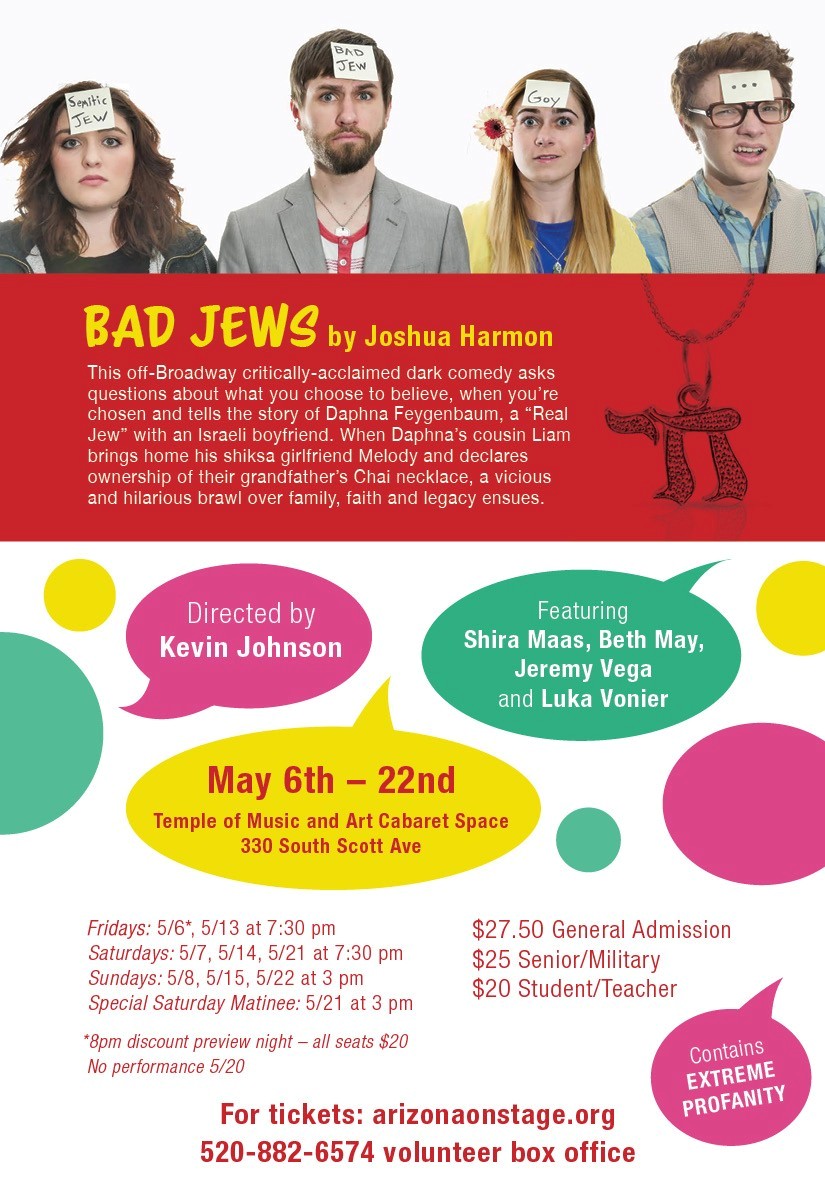 Semitic
JEW
BAD
JEW
Goy
...
BAD JEWS by Joshua Harmon
This off-Broadway critically-acclaimed dark comedy asks
questions about what you choose to believe, when you're
chosen and tells the story of Daphna Feygenbaum, a “Real
Jew” with an Israeli boyfriend. When Daphna's cousin Liam
brings home his shiksa girlfriend Melody and declares
ownership of their grandfather's Chai necklace, a vicious
and hilarious brawl over family, faith and legacy ensues.
חי
Directed by
Kevin Johnson
Featuring
Shira Maas, Beth May,
Jeremy Vega
and Luka Vonier
May 6th – 22nd
Temple of Music and Art Cabaret Space
330 South Scott Ave
Fridays: 5/6*, 5/13 at 7:30 pm
Saturdays: 5/7, 5/14, 5/21 at 7:30 pm
Sundays: 5/8, 5/15, 5/22 at 3 pm
Special Saturday Matinee: 5/21 at 3 pm
*8pm discount preview night – all seats $20
No performance 5/20
$27.50 General Admission
$25 Senior/Military
$20 Student/Teacher
Contains
EXTREME
PROFANITY
For tickets: arizonaonstage.org
520-882-6574 volunteer box office